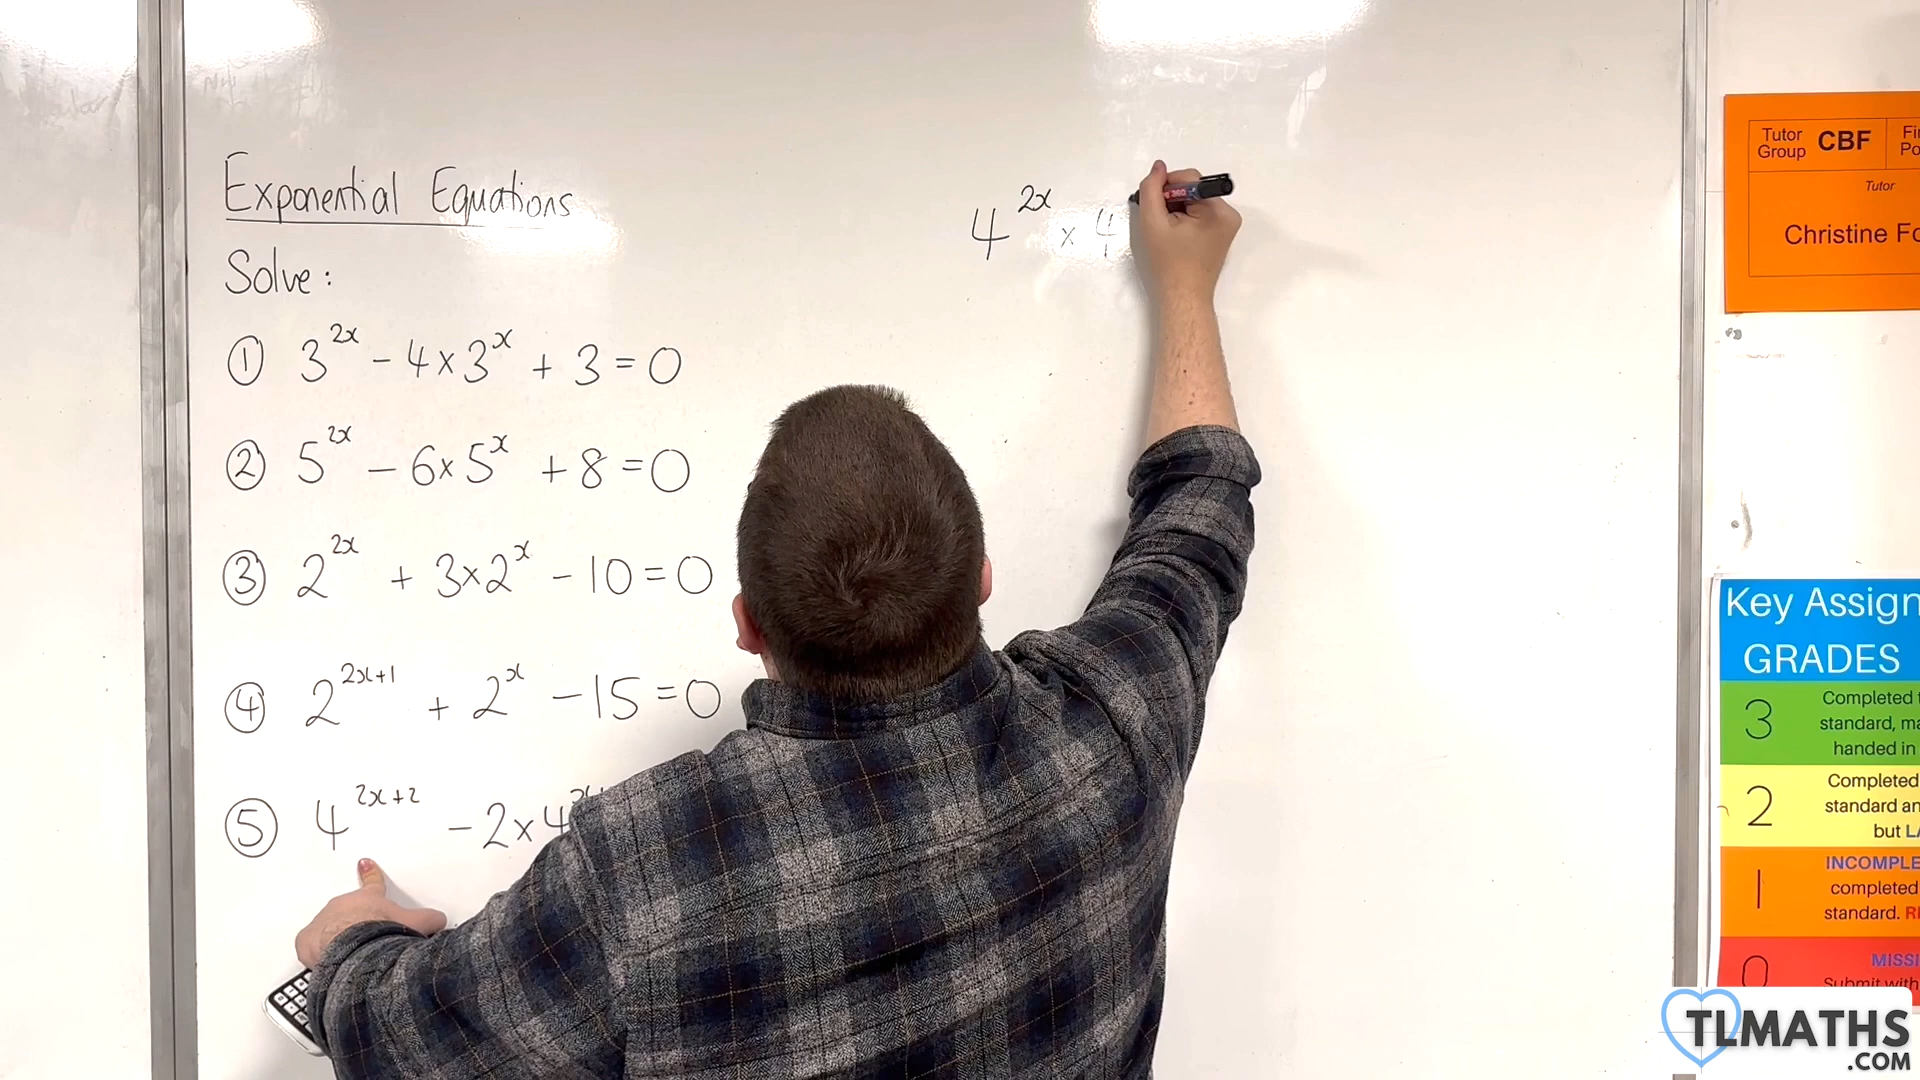 Exponential Equations
Solve:
① 3^{2x} - 4 × 3^x + 3 = 0
② 5^{2x} - 6 × 5^x + 8 = 0
③ 2^{2x} + 3 × 2^x - 10 = 0
④ 2^{2x+1} + 2^x - 15 = 0
⑤ 4^{2x+2} - 2 × 4
4^{2x} × 4
Tutor Group CBF
Tutor
Christine
Key Assign
GRADES
3 Completed
standard,
handed in
2 Completed
standard
but
1 INCOMPLE
completed
standard.
0 MISSI
Submit with
TLMATHS
.COM